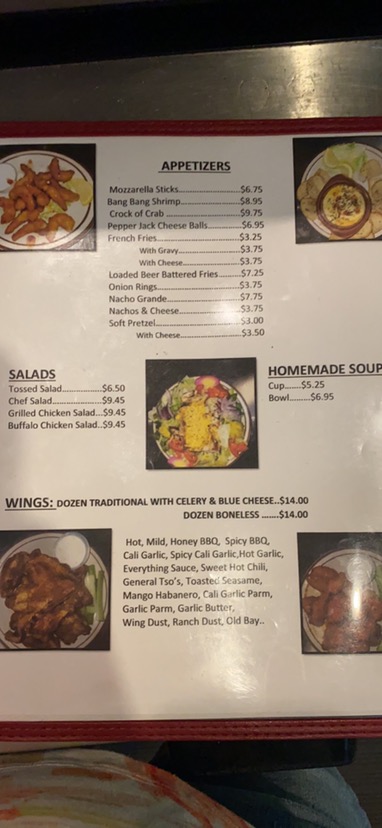 APPETIZERS
Mozzarella Sticks..............................$6.75
Bang Bang Shrimp............................$8.95
Crock of Crab ..................................$9.75
Pepper Jack Cheese Balls.................$6.95
French Fries.....................................$3.25
With Gravy............................$3.75
With Cheese..........................$3.75
Loaded Beer Battered Fries..........$7.25
Onion Rings.....................................$3.75
Nacho Grande.................................$7.75
Nachos & Cheese............................$3.75
Soft Pretzel......................................$3.00
With Cheese...........................$3.50
SALADS
Tossed Salad..................$6.50
Chef Salad......................$9.45
Grilled Chicken Salad...$9.45
Buffalo Chicken Salad..$9.45
HOMEMADE SOUP
Cup.......$5.25
Bowl.........$6.95
WINGS: DOZEN TRADITIONAL WITH CELERY & BLUE CHEESE..$14.00
DOZEN BONELESS .......$14.00
Hot, Mild, Honey BBQ, Spicy BBQ,
Cali Garlic, Spicy Cali Garlic,Hot Garlic,
Everything Sauce, Sweet Hot Chili,
General Tso's, Toasted Seasame,
Mango Habanero, Cali Garlic Parm,
Garlic Parm, Garlic Butter,
Wing Dust, Ranch Dust, Old Bay..